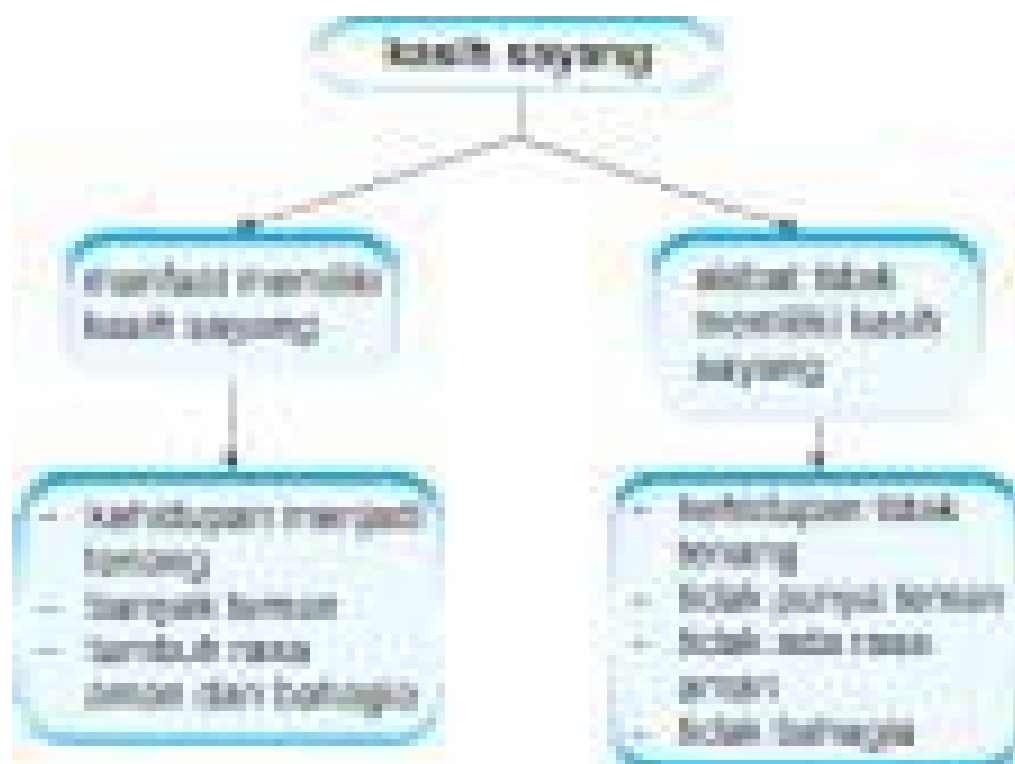 kasih sayang
manfaat memiliki
kasih sayang
akibat tidak
memiliki kasih
sayang
- kehidupan menjadi
tenang
- banyak teman
- tumbuh rasa
aman dan bahagia
- kehidupan tidak
tenang
- tidak punya teman
- tidak ada rasa
aman
- tidak bahagia